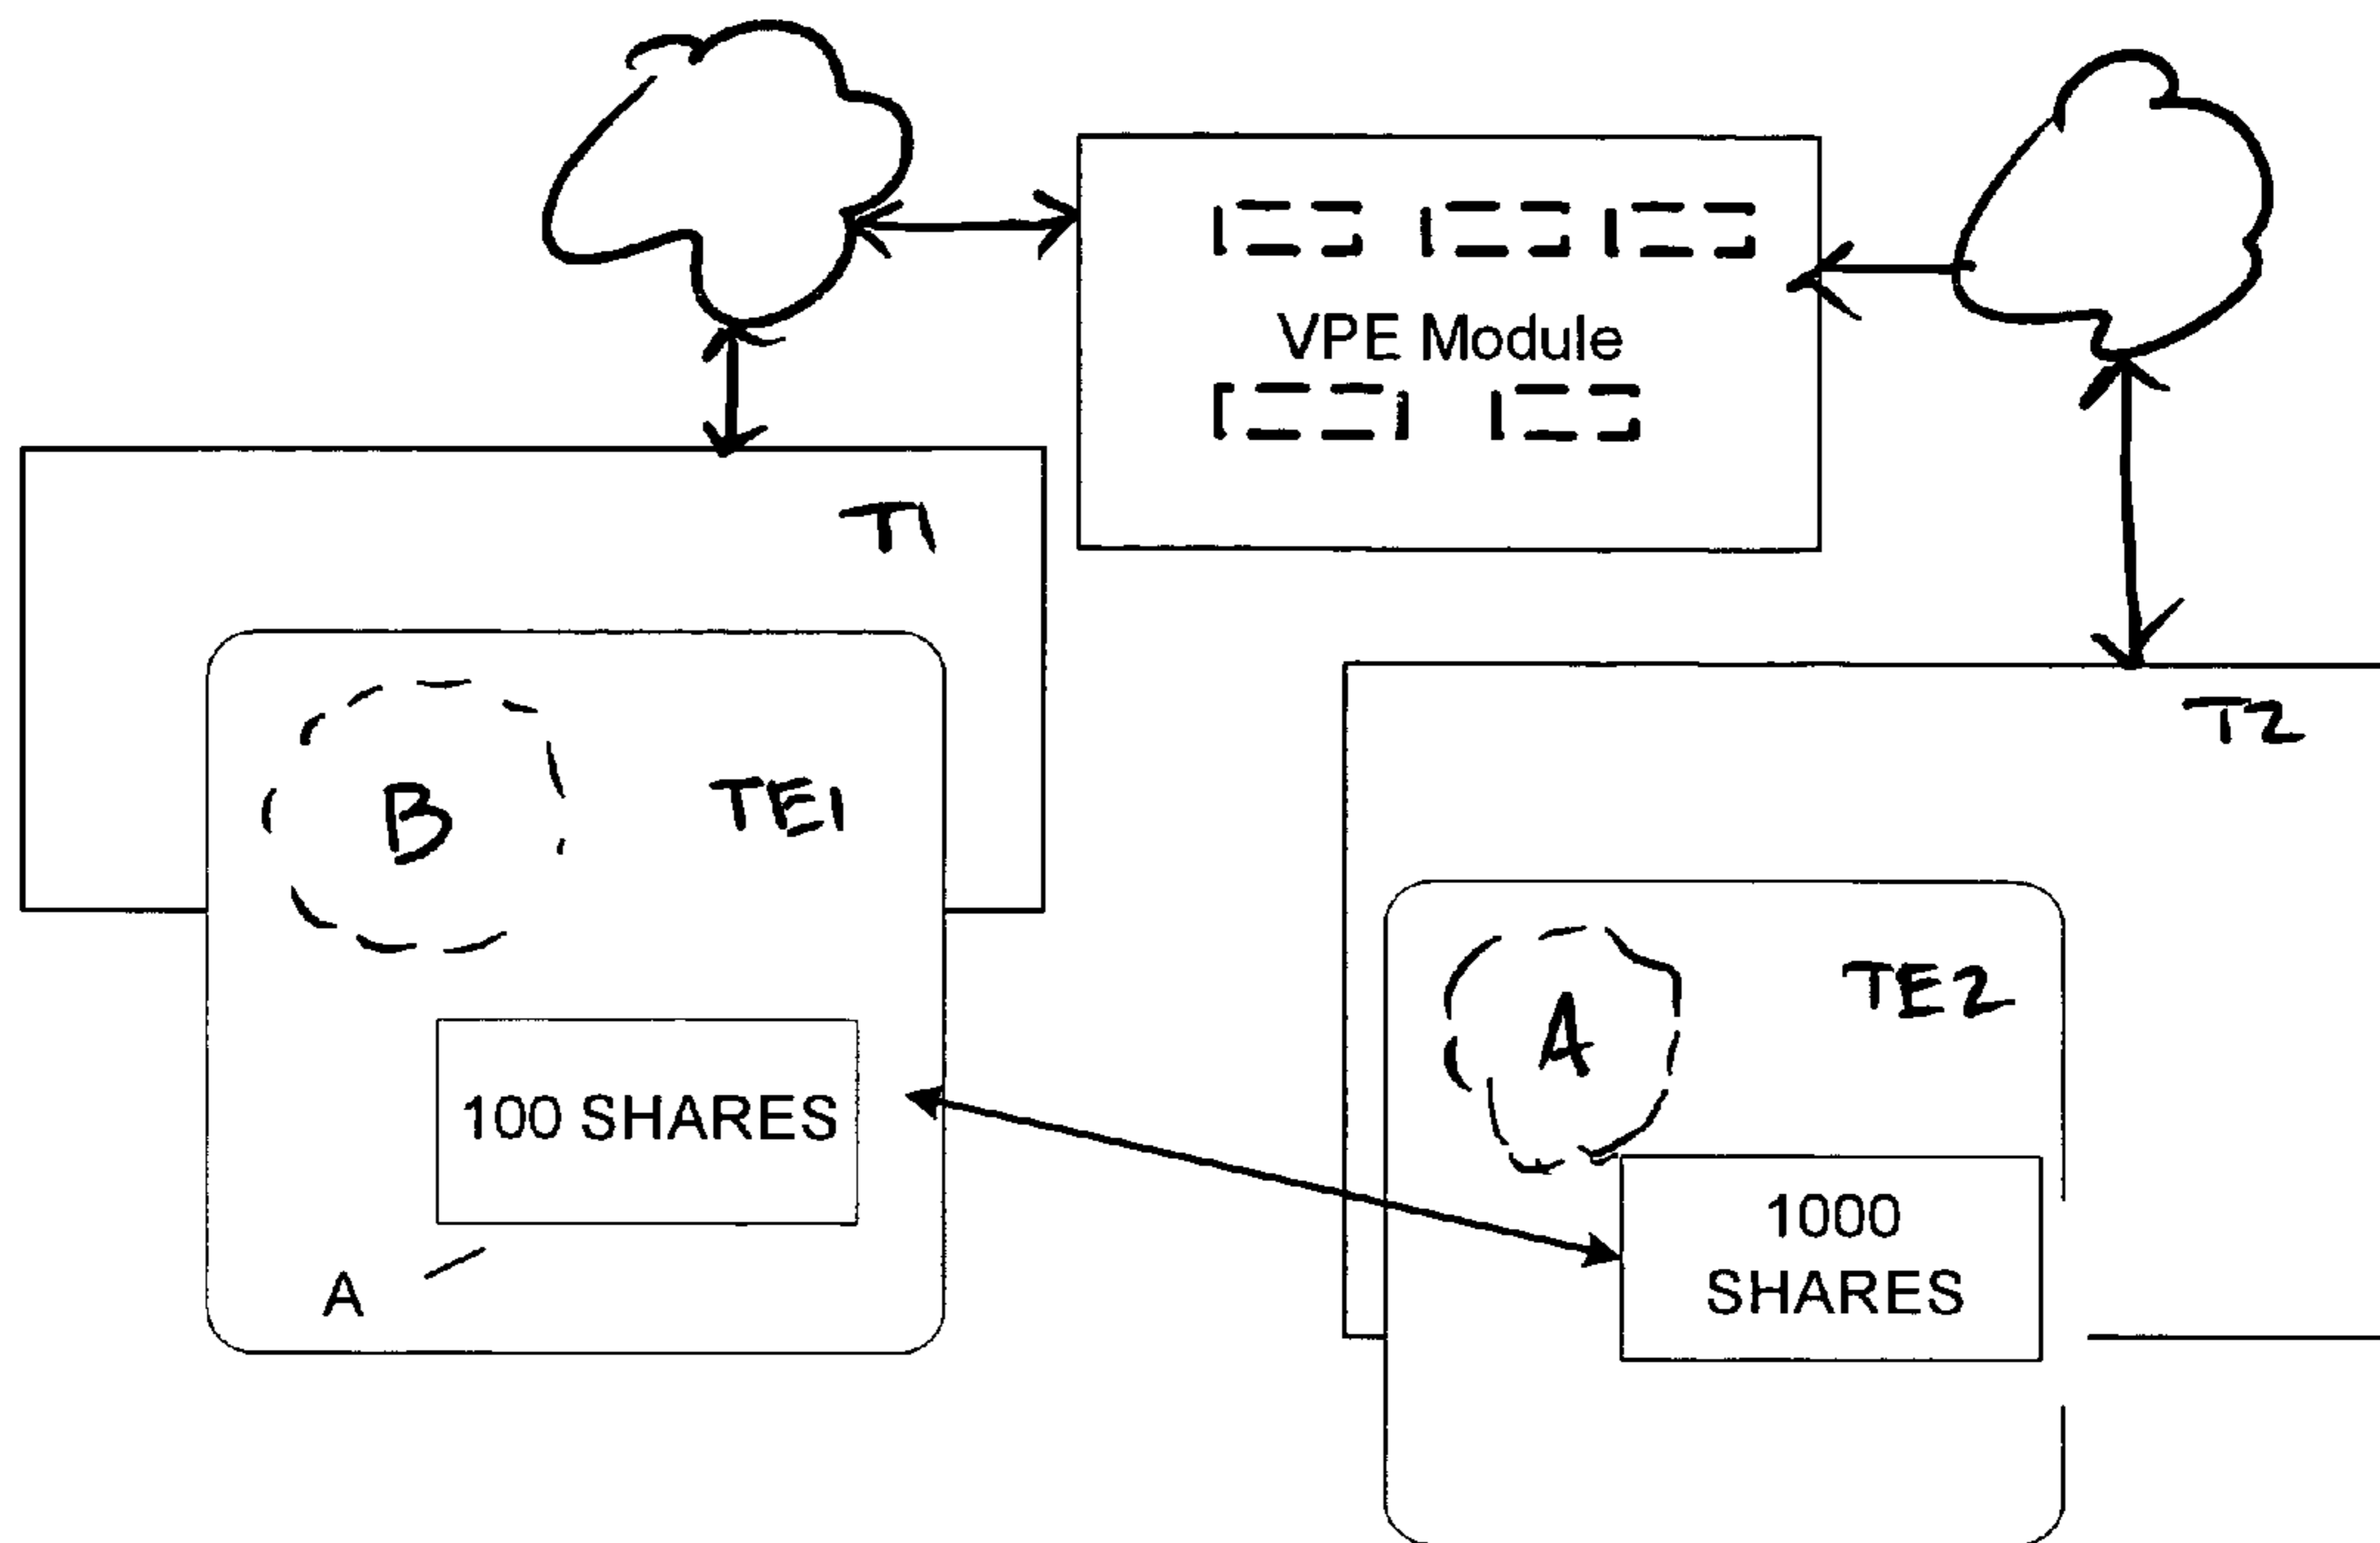 VPE Module
T1
T2
B
TE1
A
TE2
100 SHARES
1000
SHARES
A